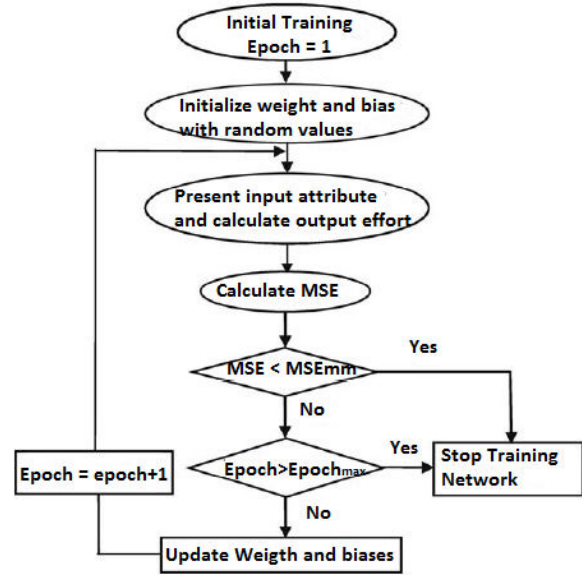 Initial Training
Epoch = 1
Initialize weight and bias
with random values
Present input attribute
and calculate output effort
Calculate MSE
MSE < MSEmm
Yes
No
Epoch>Epochmax
Yes
Stop Training
Network
Epoch = epoch+1
No
Update Weigth and biases